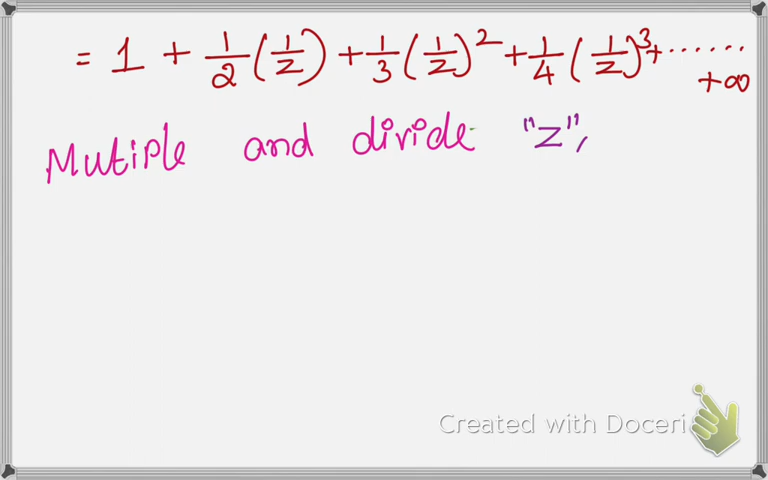 = 1 + 1/2 (1/z) + 1/3 (1/z)^2 + 1/4 (1/z)^3 + ......
+∞
Mutiple and divide "z",
Created with Doceri